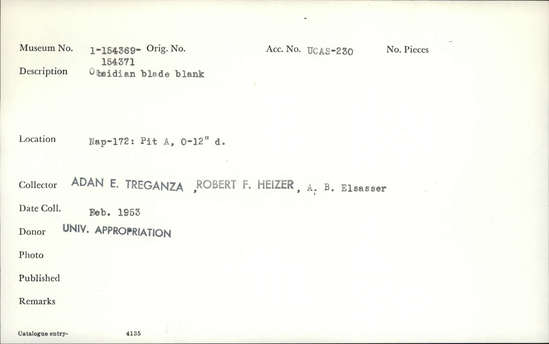 Museum No. 1-154369- Orig. No. Acc. No. UCAS-230 No. Pieces
154371
Description Obsidian blade blank
Location Nap-172: Pit A, 0-12" d.
Collector ADAN E. TREGANZA ,ROBERT F. HEIZER, A. B. Elsasser
Date Coll. Feb. 1953
Donor UNIV. APPROPRIATION
Photo
Published
Remarks
Catalogue entry- 4135